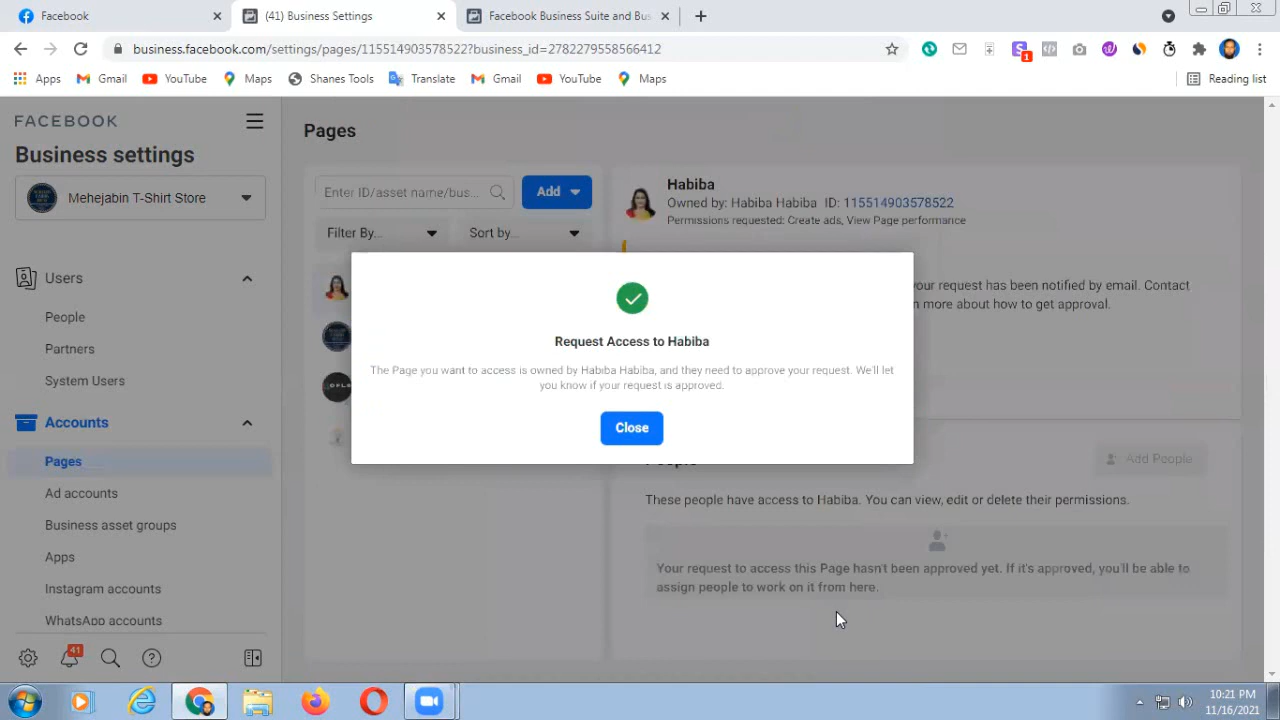 Facebook
(41) Business Settings
Facebook Business Suite and Bus
business.facebook.com/settings/pages/115514903578522?business_id=2782279558566412
Apps
Gmail
YouTube
Maps
Shanes Tools
Translate
Gmail
YouTube
Maps
Reading list
1
FACEBOOK
Business settings
Mehejabin T-Shirt Store
Users
People
Partners
System Users
Accounts
Pages
Ad accounts
Business asset groups
Apps
Instagram accounts
WhatsApp accounts
41
Pages
Enter ID/asset name/bus...
Add
Filter By...
Sort by...
Habiba
Owned by: Habiba Habiba ID: 115514903578522
Permissions requested: Create ads, View Page performance
our request has been notified by email. Contact
n more about how to get approval.
Request Access to Habiba
The Page you want to access is owned by Habiba Habiba, and they need to approve your request. We'll let
you know if your request is approved.
Close
People
Add People
These people have access to Habiba. You can view, edit or delete their permissions.
Your request to access this Page hasn't been approved yet. If it's approved, you'll be able to
assign people to work on it from here.
10:21 PM
11/16/2021